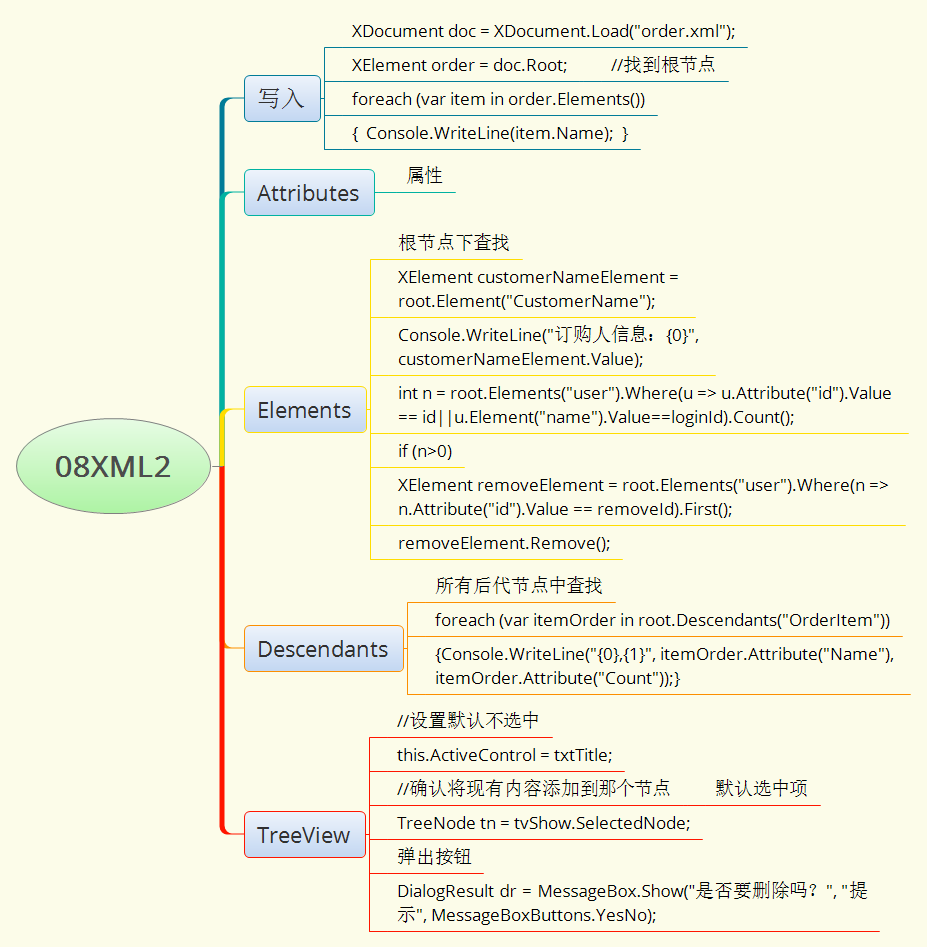 08XML2
写入
XDocument doc = XDocument.Load("order.xml");
XElement order = doc.Root; //找到根节点
foreach (var item in order.Elements())
{ Console.WriteLine(item.Name); }
Attributes
属性
Elements
根节点下查找
XElement customerNameElement =
root.Element("CustomerName");
Console.WriteLine("订购人信息：{0}",
customerNameElement.Value);
int n = root.Elements("user").Where(u => u.Attribute("id").Value
== id||u.Element("name").Value==loginId).Count();
if (n>0)
XElement removeElement = root.Elements("user").Where(n =>
n.Attribute("id").Value == removeId).First();
removeElement.Remove();
Descendants
所有后代节点中查找
foreach (var itemOrder in root.Descendants("OrderItem"))
{Console.WriteLine("{0},{1}", itemOrder.Attribute("Name"),
itemOrder.Attribute("Count"));}
TreeView
//设置默认不选中
this.ActiveControl = txtTitle;
//确认将现有内容添加到那个节点 默认选中项
TreeNode tn = tvShow.SelectedNode;
弹出按钮
DialogResult dr = MessageBox.Show("是否要删除吗？", "提
示", MessageBoxButtons.YesNo);